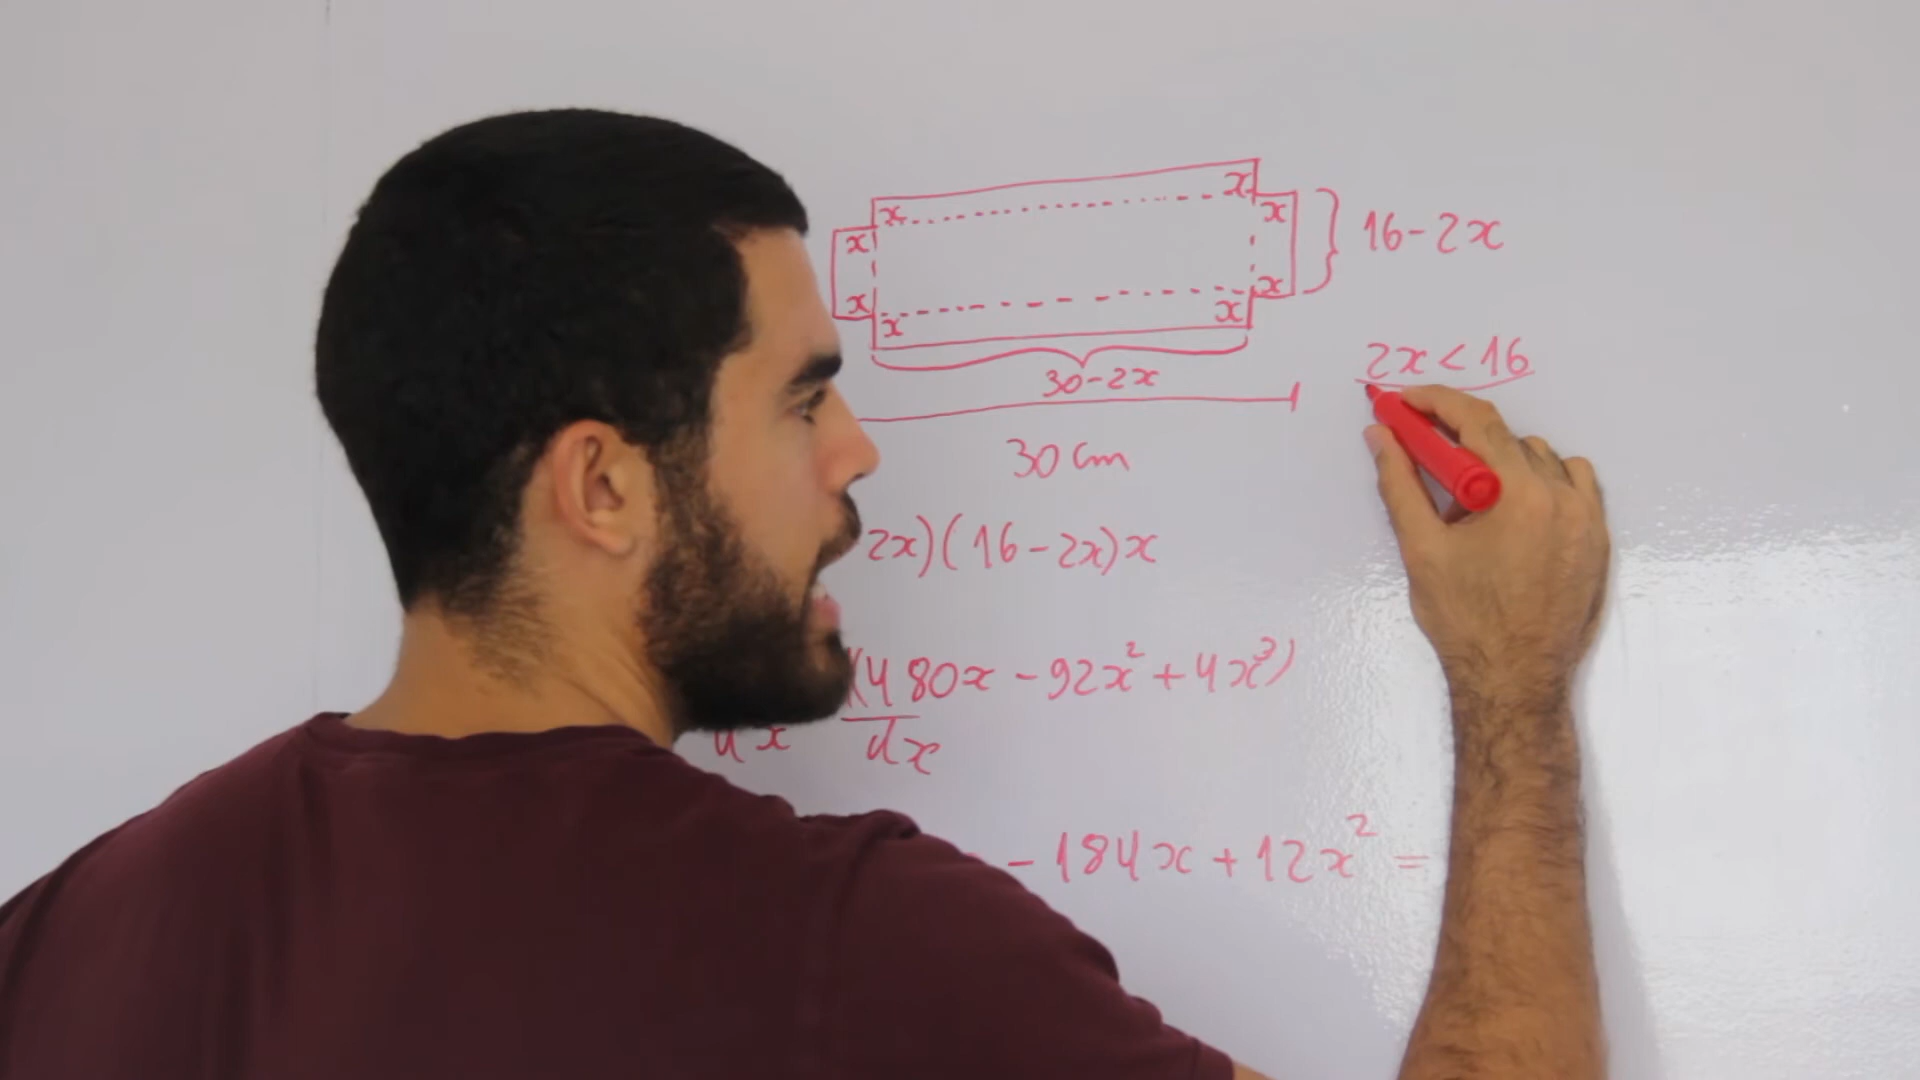 x x
x x
16-2x
x x
x x
30-2x
2x<16
30 cm
2x)(16-2x)x
(480x-92x²+4x³)
dx dx
-184x+12x²=